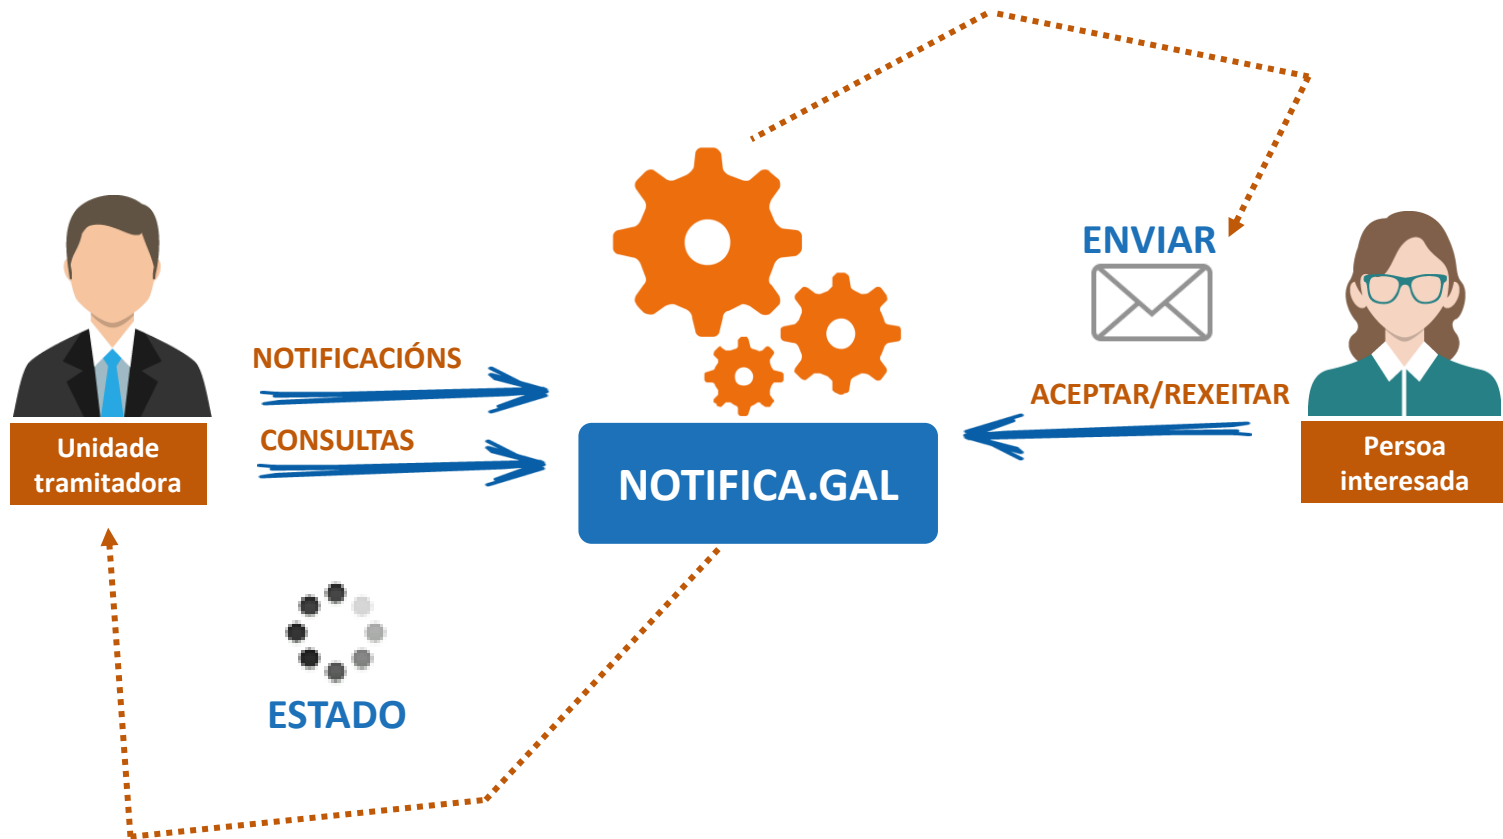 ENVIAR
NOTIFICACIÓNS
ACEPTAR/REXEITAR
CONSULTAS
Unidade
tramitadora
NOTIFICA.GAL
Persoa
interesada
ESTADO